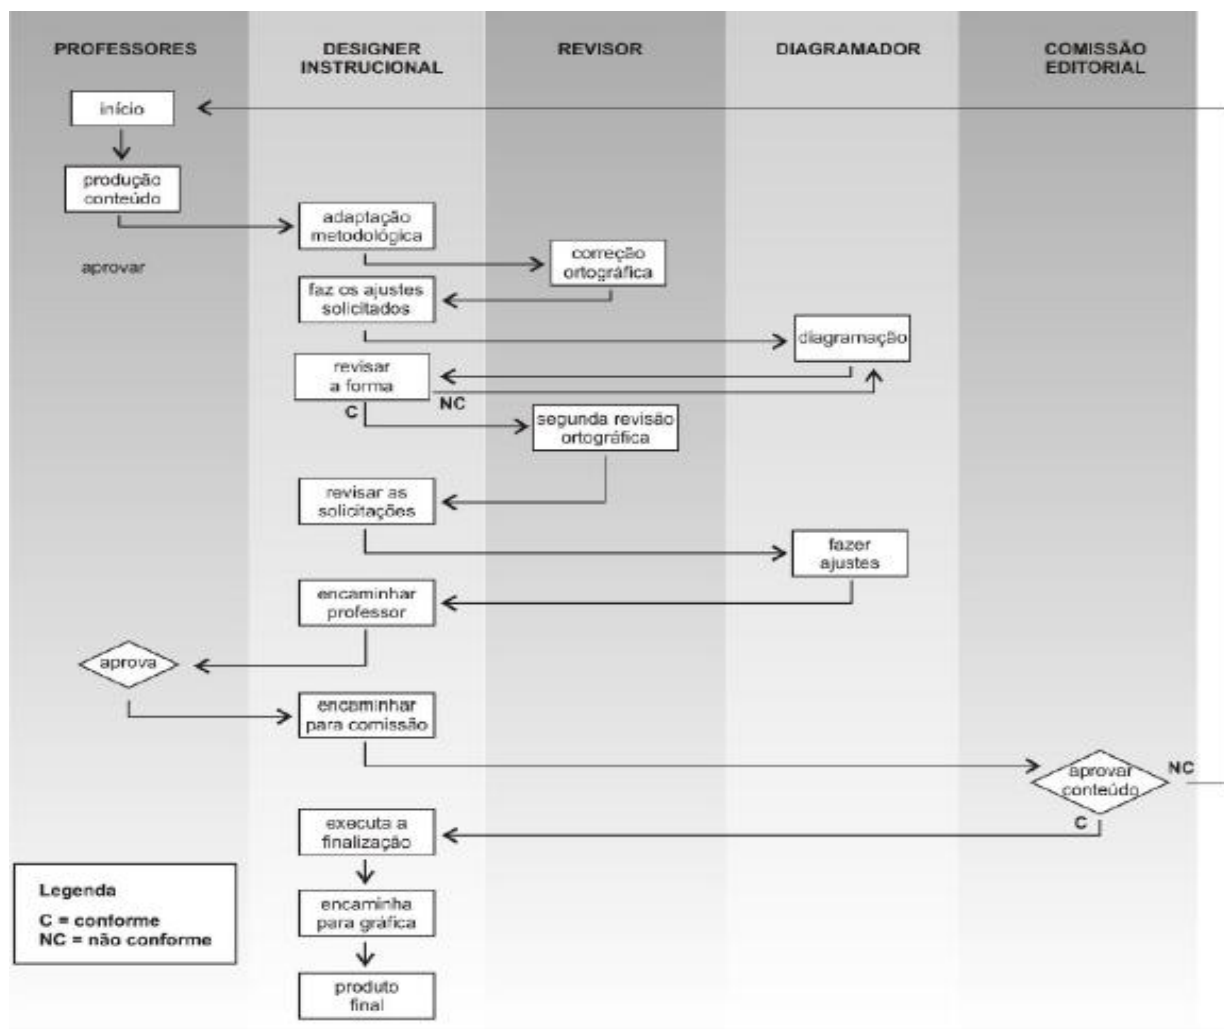 PROFESSORES
DESIGNER
INSTRUCIONAL
REVISOR
DIAGRAMADOR
COMISSÃO
EDITORIAL
início
produção
conteúdo
adaptação
metodológica
correção
ortográfica
aprovar
faz os ajustes
solicitados
diagramação
revisar
a forma
C
NC
segunda revisão
ortográfica
revisar as
solicitações
fazer
ajustes
encaminhar
professor
aprova
encaminhar
para comissão
aprovar
conteúdo
NC
C
executa a
finalização
encaminha
para gráfica
produto
final
Legenda
C = conforme
NC = não conforme